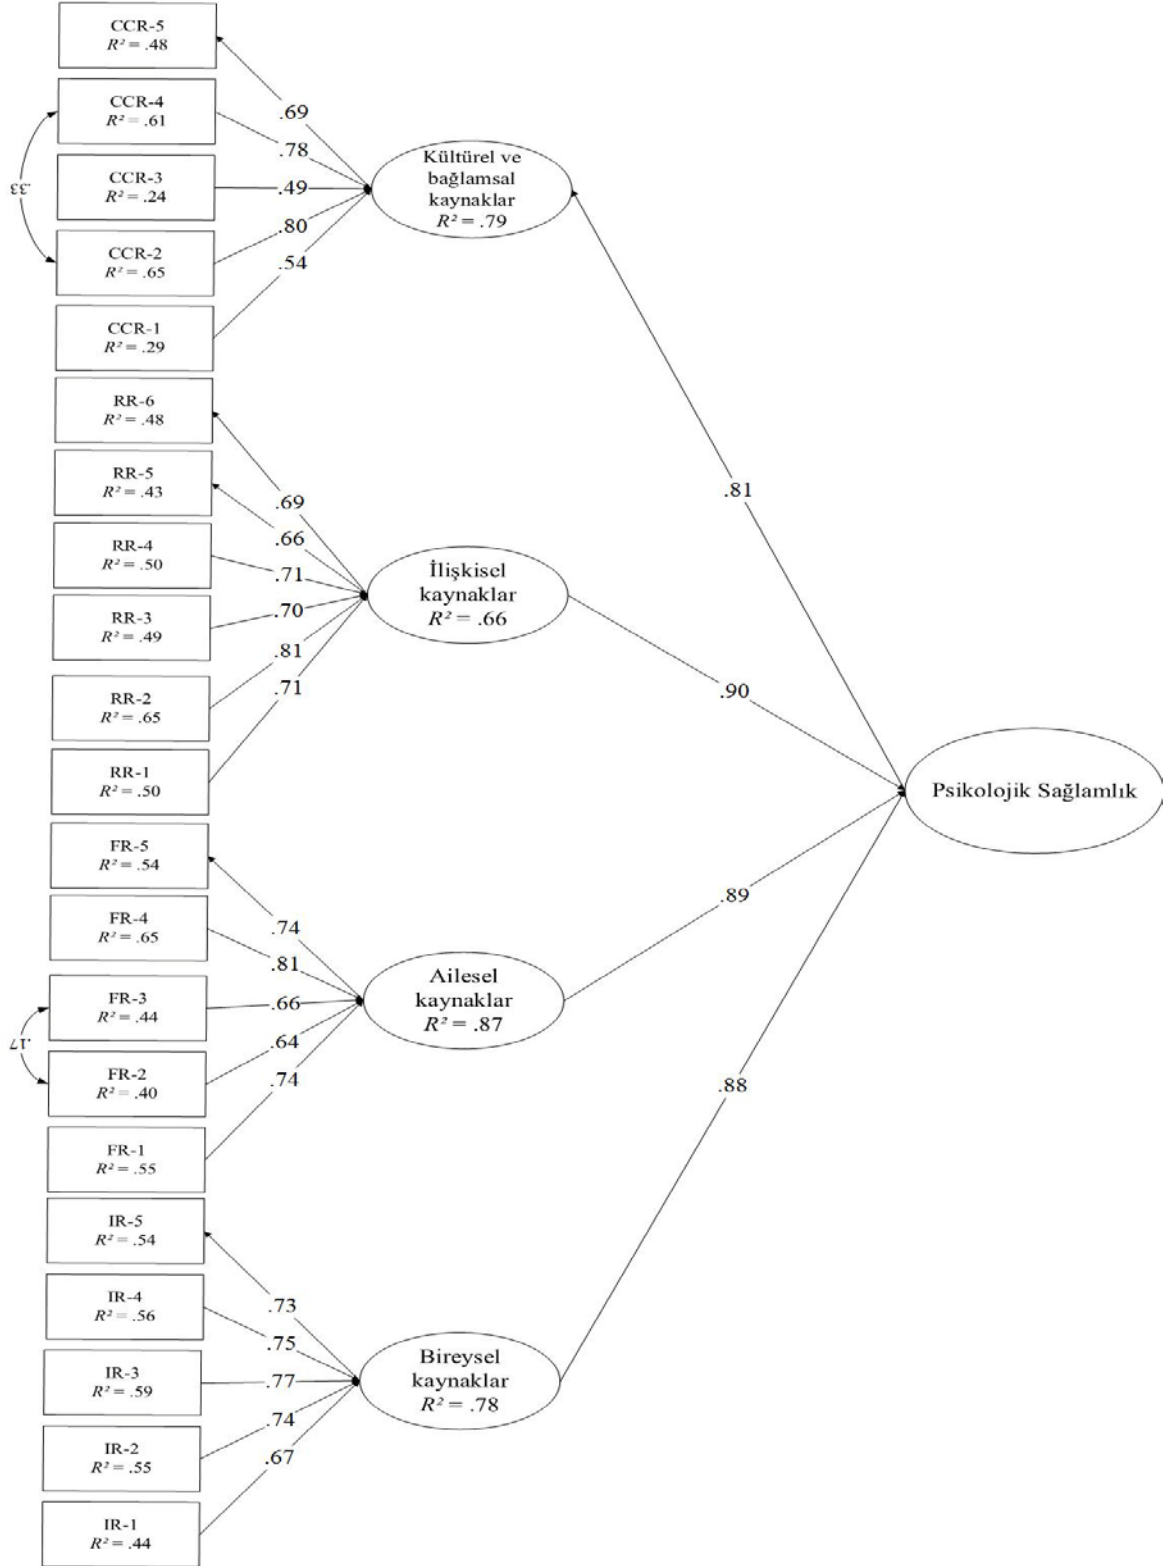 CCR-5
R² = .48
CCR-4
R² = .61
CCR-3
R² = .24
CCR-2
R² = .65
CCR-1
R² = .29
.33
.69
.78
.49
.80
.54
Kültürel ve
bağlamsal
kaynaklar
R² = .79
RR-6
R² = .48
RR-5
R² = .43
RR-4
R² = .50
RR-3
R² = .49
RR-2
R² = .65
RR-1
R² = .50
.69
.66
.71
.70
.81
.71
İlişkisel
kaynaklar
R² = .66
FR-5
R² = .54
FR-4
R² = .65
FR-3
R² = .44
FR-2
R² = .40
FR-1
R² = .55
.17
.74
.81
.66
.64
.74
Ailesel
kaynaklar
R² = .87
IR-5
R² = .54
IR-4
R² = .56
IR-3
R² = .59
IR-2
R² = .55
IR-1
R² = .44
.73
.75
.77
.74
.67
Bireysel
kaynaklar
R² = .78
.81
.90
.89
.88
Psikolojik Sağlamlık